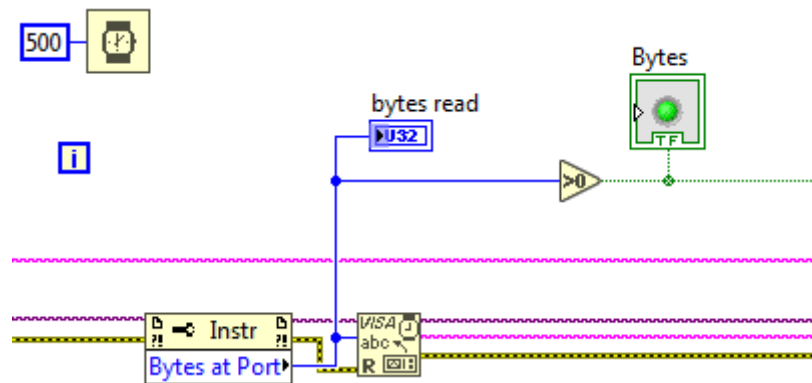 500
Bytes
bytes read
U32
i
>0
TF
Instr
Bytes at Port
VISA
abc
R